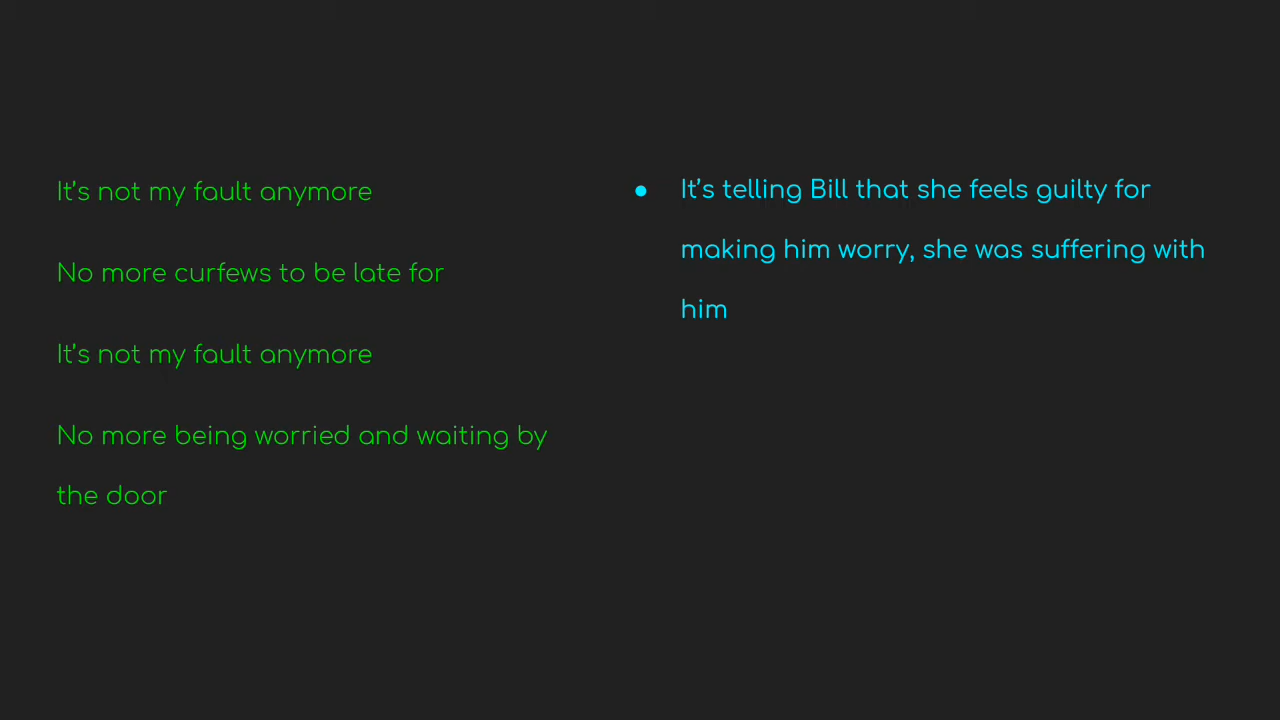 It's not my fault anymore
No more curfews to be late for
It's not my fault anymore
No more being worried and waiting by
the door
● It's telling Bill that she feels guilty for
making him worry, she was suffering with
him